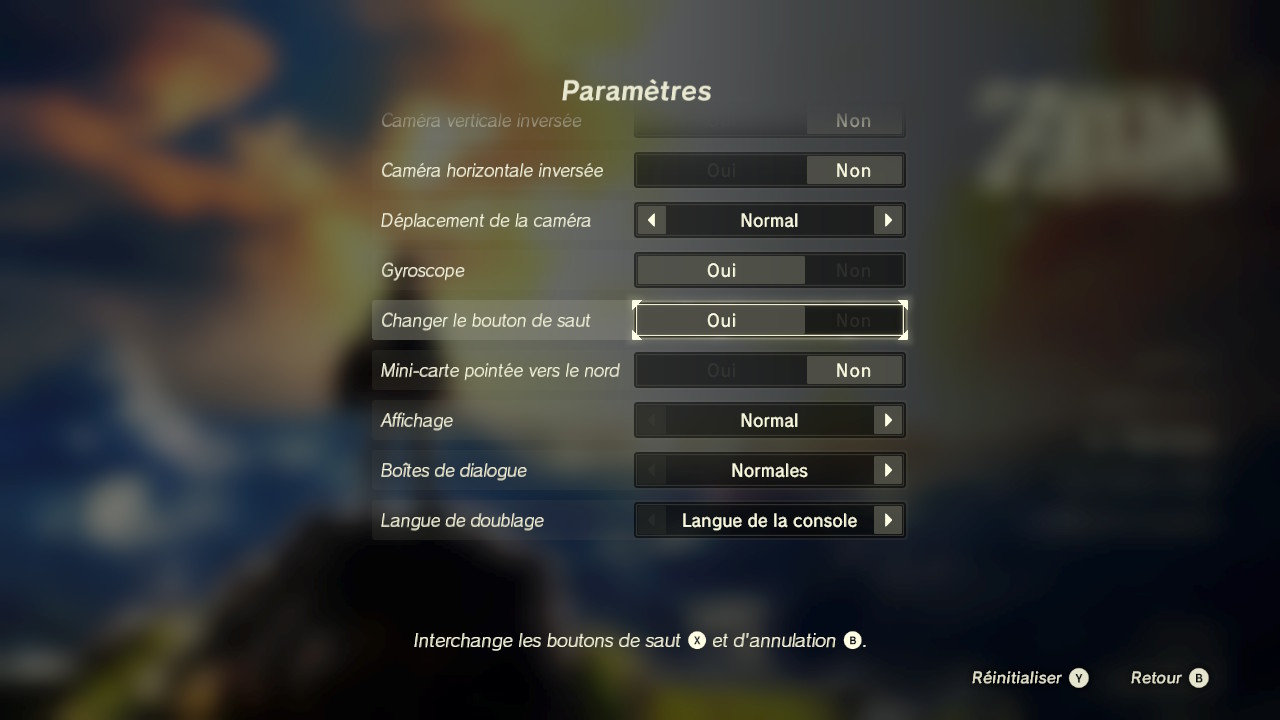 Paramètres
Caméra verticale inversée Non
Caméra horizontale inversée Oui Non
Déplacement de la caméra Normal
Gyroscope Oui Non
Changer le bouton de saut Oui Non
Mini-carte pointée vers le nord Oui Non
Affichage Normal
Boîtes de dialogue Normales
Langue de doublage Langue de la console
Interchange les boutons de saut X et d'annulation B.
Réinitialiser Y Retour B